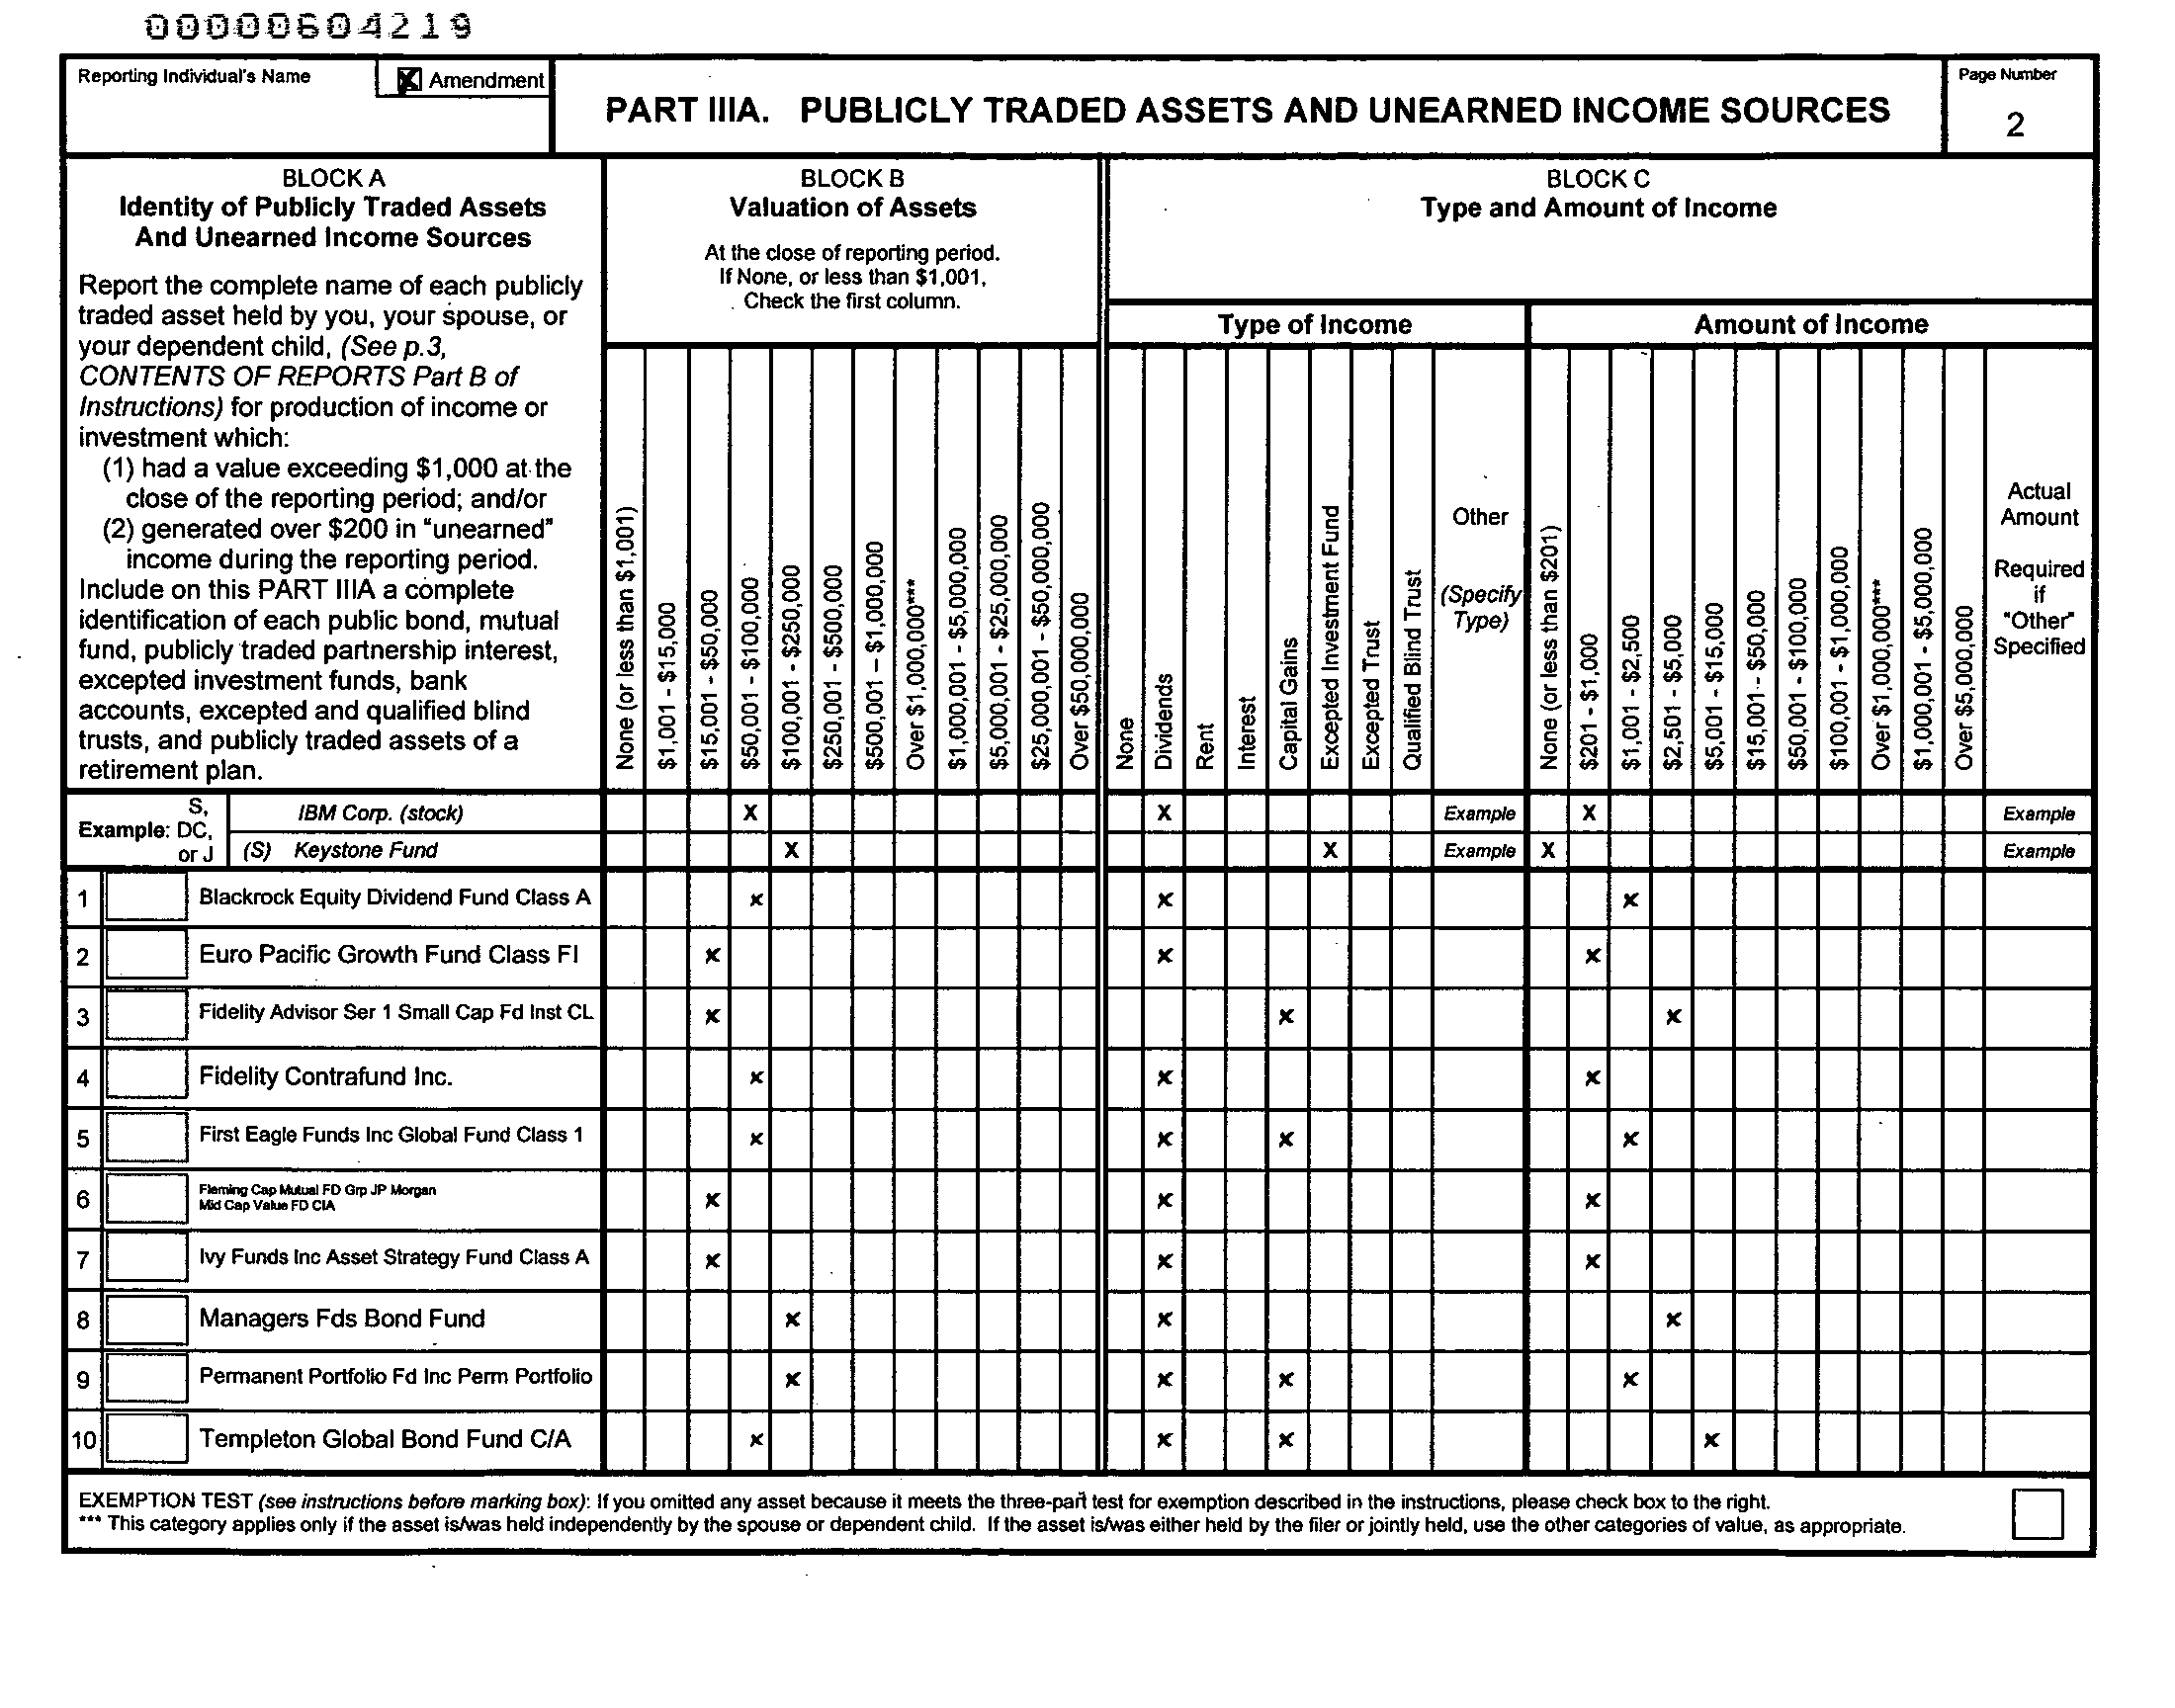 00000604219
Reporting Individual's Name
X Amendment
PART IIIA. PUBLICLY TRADED ASSETS AND UNEARNED INCOME SOURCES
Page Number
2
BLOCK A
Identity of Publicly Traded Assets
And Unearned Income Sources
Report the complete name of each publicly
traded asset held by you, your spouse, or
your dependent child, (See p.3,
CONTENTS OF REPORTS Part B of
Instructions) for production of income or
investment which:
(1) had a value exceeding $1,000 at the
close of the reporting period; and/or
(2) generated over $200 in "unearned"
income during the reporting period.
Include on this PART IIIA a complete
identification of each public bond, mutual
fund, publicly traded partnership interest,
excepted investment funds, bank
accounts, excepted and qualified blind
trusts, and publicly traded assets of a
retirement plan.
BLOCK B
Valuation of Assets
At the close of reporting period.
If None, or less than $1,001,
Check the first column.
None (or less than $1,001)
$1,001 - $15,000
$15,001 - $50,000
$50,001 - $100,000
$100,001 - $250,000
$250,001 - $500,000
$500,001 – $1,000,000
Over $1,000,000***
$1,000,001 - $5,000,000
$5,000,001 - $25,000,000
$25,000,001 - $50,000,000
Over $50,000,000
BLOCK C
Type and Amount of Income
Type of Income
None
Dividends
Rent
Interest
Capital Gains
Excepted Investment Fund
Excepted Trust
Qualified Blind Trust
Other
(Specify
Type)
Amount of Income
None (or less than $201)
$201 - $1,000
$1,001 - $2,500
$2,501 - $5,000
$5,001 - $15,000
$15,001 - $50,000
$50,001 - $100,000
$100,001 - $1,000,000
Over $1,000,000***
$1,000,001 - $5,000,000
Over $5,000,000
Actual
Amount
Required
if
"Other"
Specified
Example: S, DC, or J
IBM Corp. (stock) X X Example X Example
(S) Keystone Fund X X Example X Example
1 Blackrock Equity Dividend Fund Class A x x x
2 Euro Pacific Growth Fund Class FI x x x
3 Fidelity Advisor Ser 1 Small Cap Fd Inst CL x x x
4 Fidelity Contrafund Inc. x x x
5 First Eagle Funds Inc Global Fund Class 1 x x x x
6 Fleming Cap Mutual FD Grp JP Morgan
Mid Cap Value FD ClA x x x
7 Ivy Funds Inc Asset Strategy Fund Class A x x x
8 Managers Fds Bond Fund x x x
9 Permanent Portfolio Fd Inc Perm Portfolio x x x x
10 Templeton Global Bond Fund C/A x x x x
EXEMPTION TEST (see instructions before marking box): If you omitted any asset because it meets the three-part test for exemption described in the instructions, please check box to the right.
*** This category applies only if the asset is/was held independently by the spouse or dependent child. If the asset is/was either held by the filer or jointly held, use the other categories of value, as appropriate.